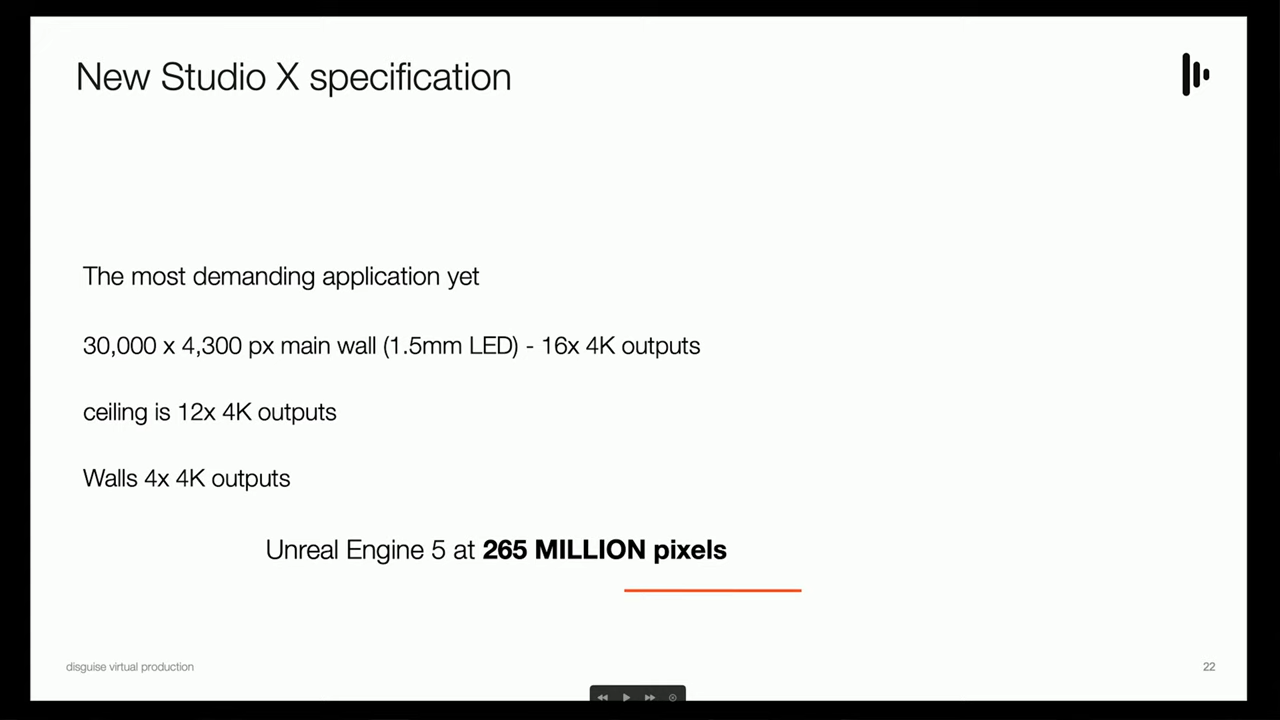 New Studio X specification
The most demanding application yet
30,000 x 4,300 px main wall (1.5mm LED) - 16x 4K outputs
ceiling is 12x 4K outputs
Walls 4x 4K outputs
Unreal Engine 5 at 265 MILLION pixels
disguise virtual production
22